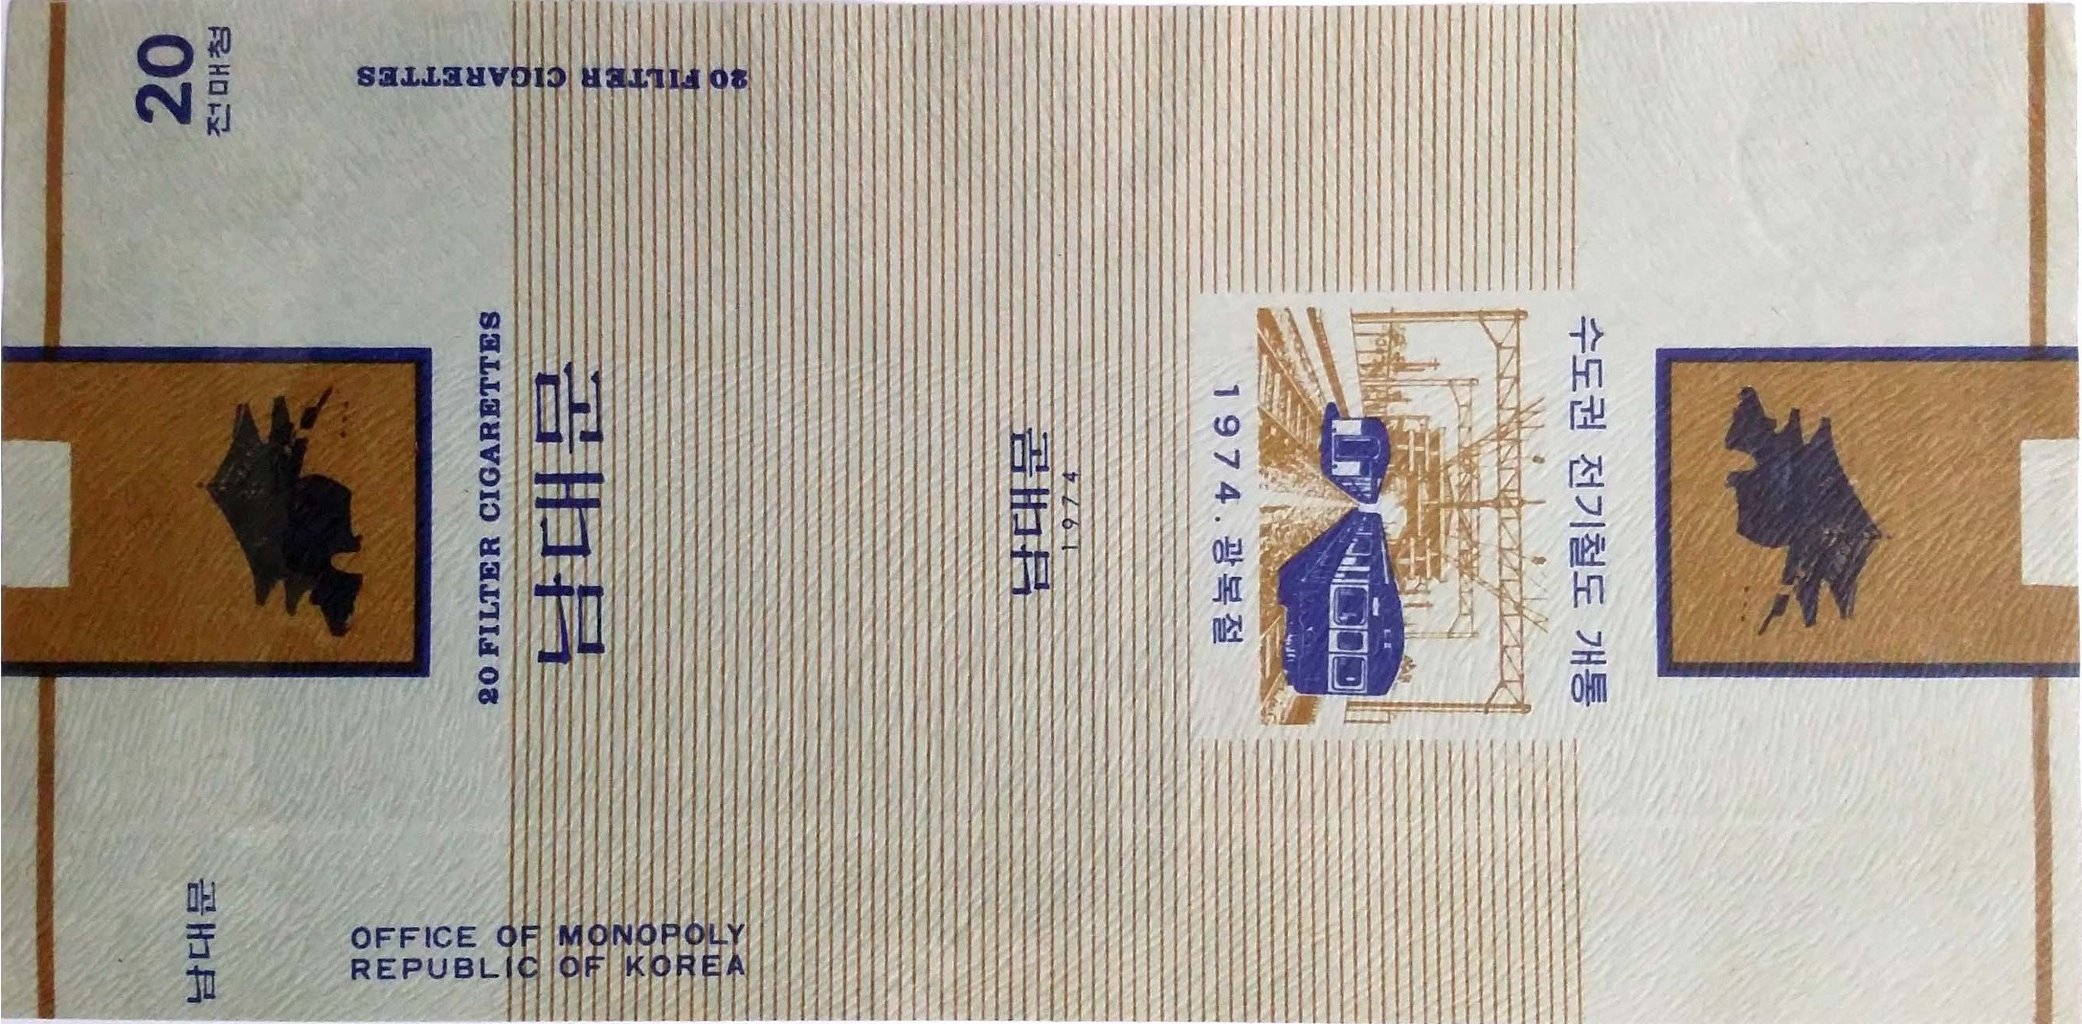 20
전매청
20 FILTER CIGARETTES
20 FILTER CIGARETTES
남대문
남대문
1974
수도권 전기철도 개통
1974. 광복절
남대문
OFFICE OF MONOPOLY
REPUBLIC OF KOREA